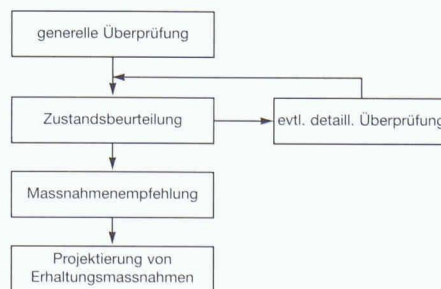 generelle Überprüfung
Zustandsbeurteilung
evtl. detaill. Überprüfung
Massnahmenempfehlung
Projektierung von
Erhaltungsmassnahmen